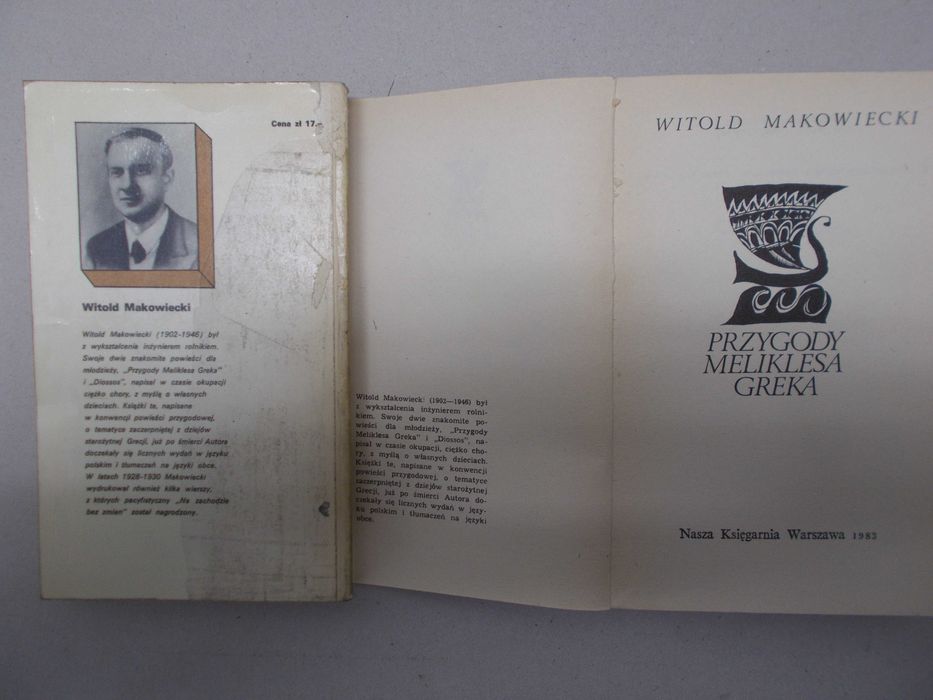 Cena zł 17.-
Witold Makowiecki
Witold Makowiecki (1902-1946) był
z wykształcenia inżynierem rolnikiem.
Swoje dwie znakomite powieści dla
młodzieży, „Przygody Meliklesa Greka"
i „Diossos", napisał w czasie okupacji
ciężko chory, z myślą o własnych
dzieciach. Książki te, napisane
w konwencji powieści przygodowej,
o tematyce zaczerpniętej z dziejów
starożytnej Grecji, już po śmierci Autora
doczekały się licznych wydań w języku
polskim i tłumaczeń na języki obce.
W latach 1928-1930 Makowiecki
wydrukował również kilka wierszy,
z których pacyfistyczny „Na zachodzie
bez zmian" został nagrodzony.
Witold Makowiecki (1902—1946) był
z wykształcenia inżynierem rolni-
kiem. Swoje dwie znakomite po-
wieści dla młodzieży, „Przygody
Meliklesa Greka" i „Diossos", na-
pisał w czasie okupacji, ciężko cho-
ry, z myślą o własnych dzieciach.
Książki te, napisane w konwencji
powieści przygodowej, o tematyce
zaczerpniętej z dziejów starożytnej
Grecji, już po śmierci Autora do-
czekały się licznych wydań w języ-
ku polskim i tłumaczeń na języki
obce.
WITOLD MAKOWIECKI
PRZYGODY
MELIKLESA
GREKA
Nasza Księgarnia Warszawa 1983